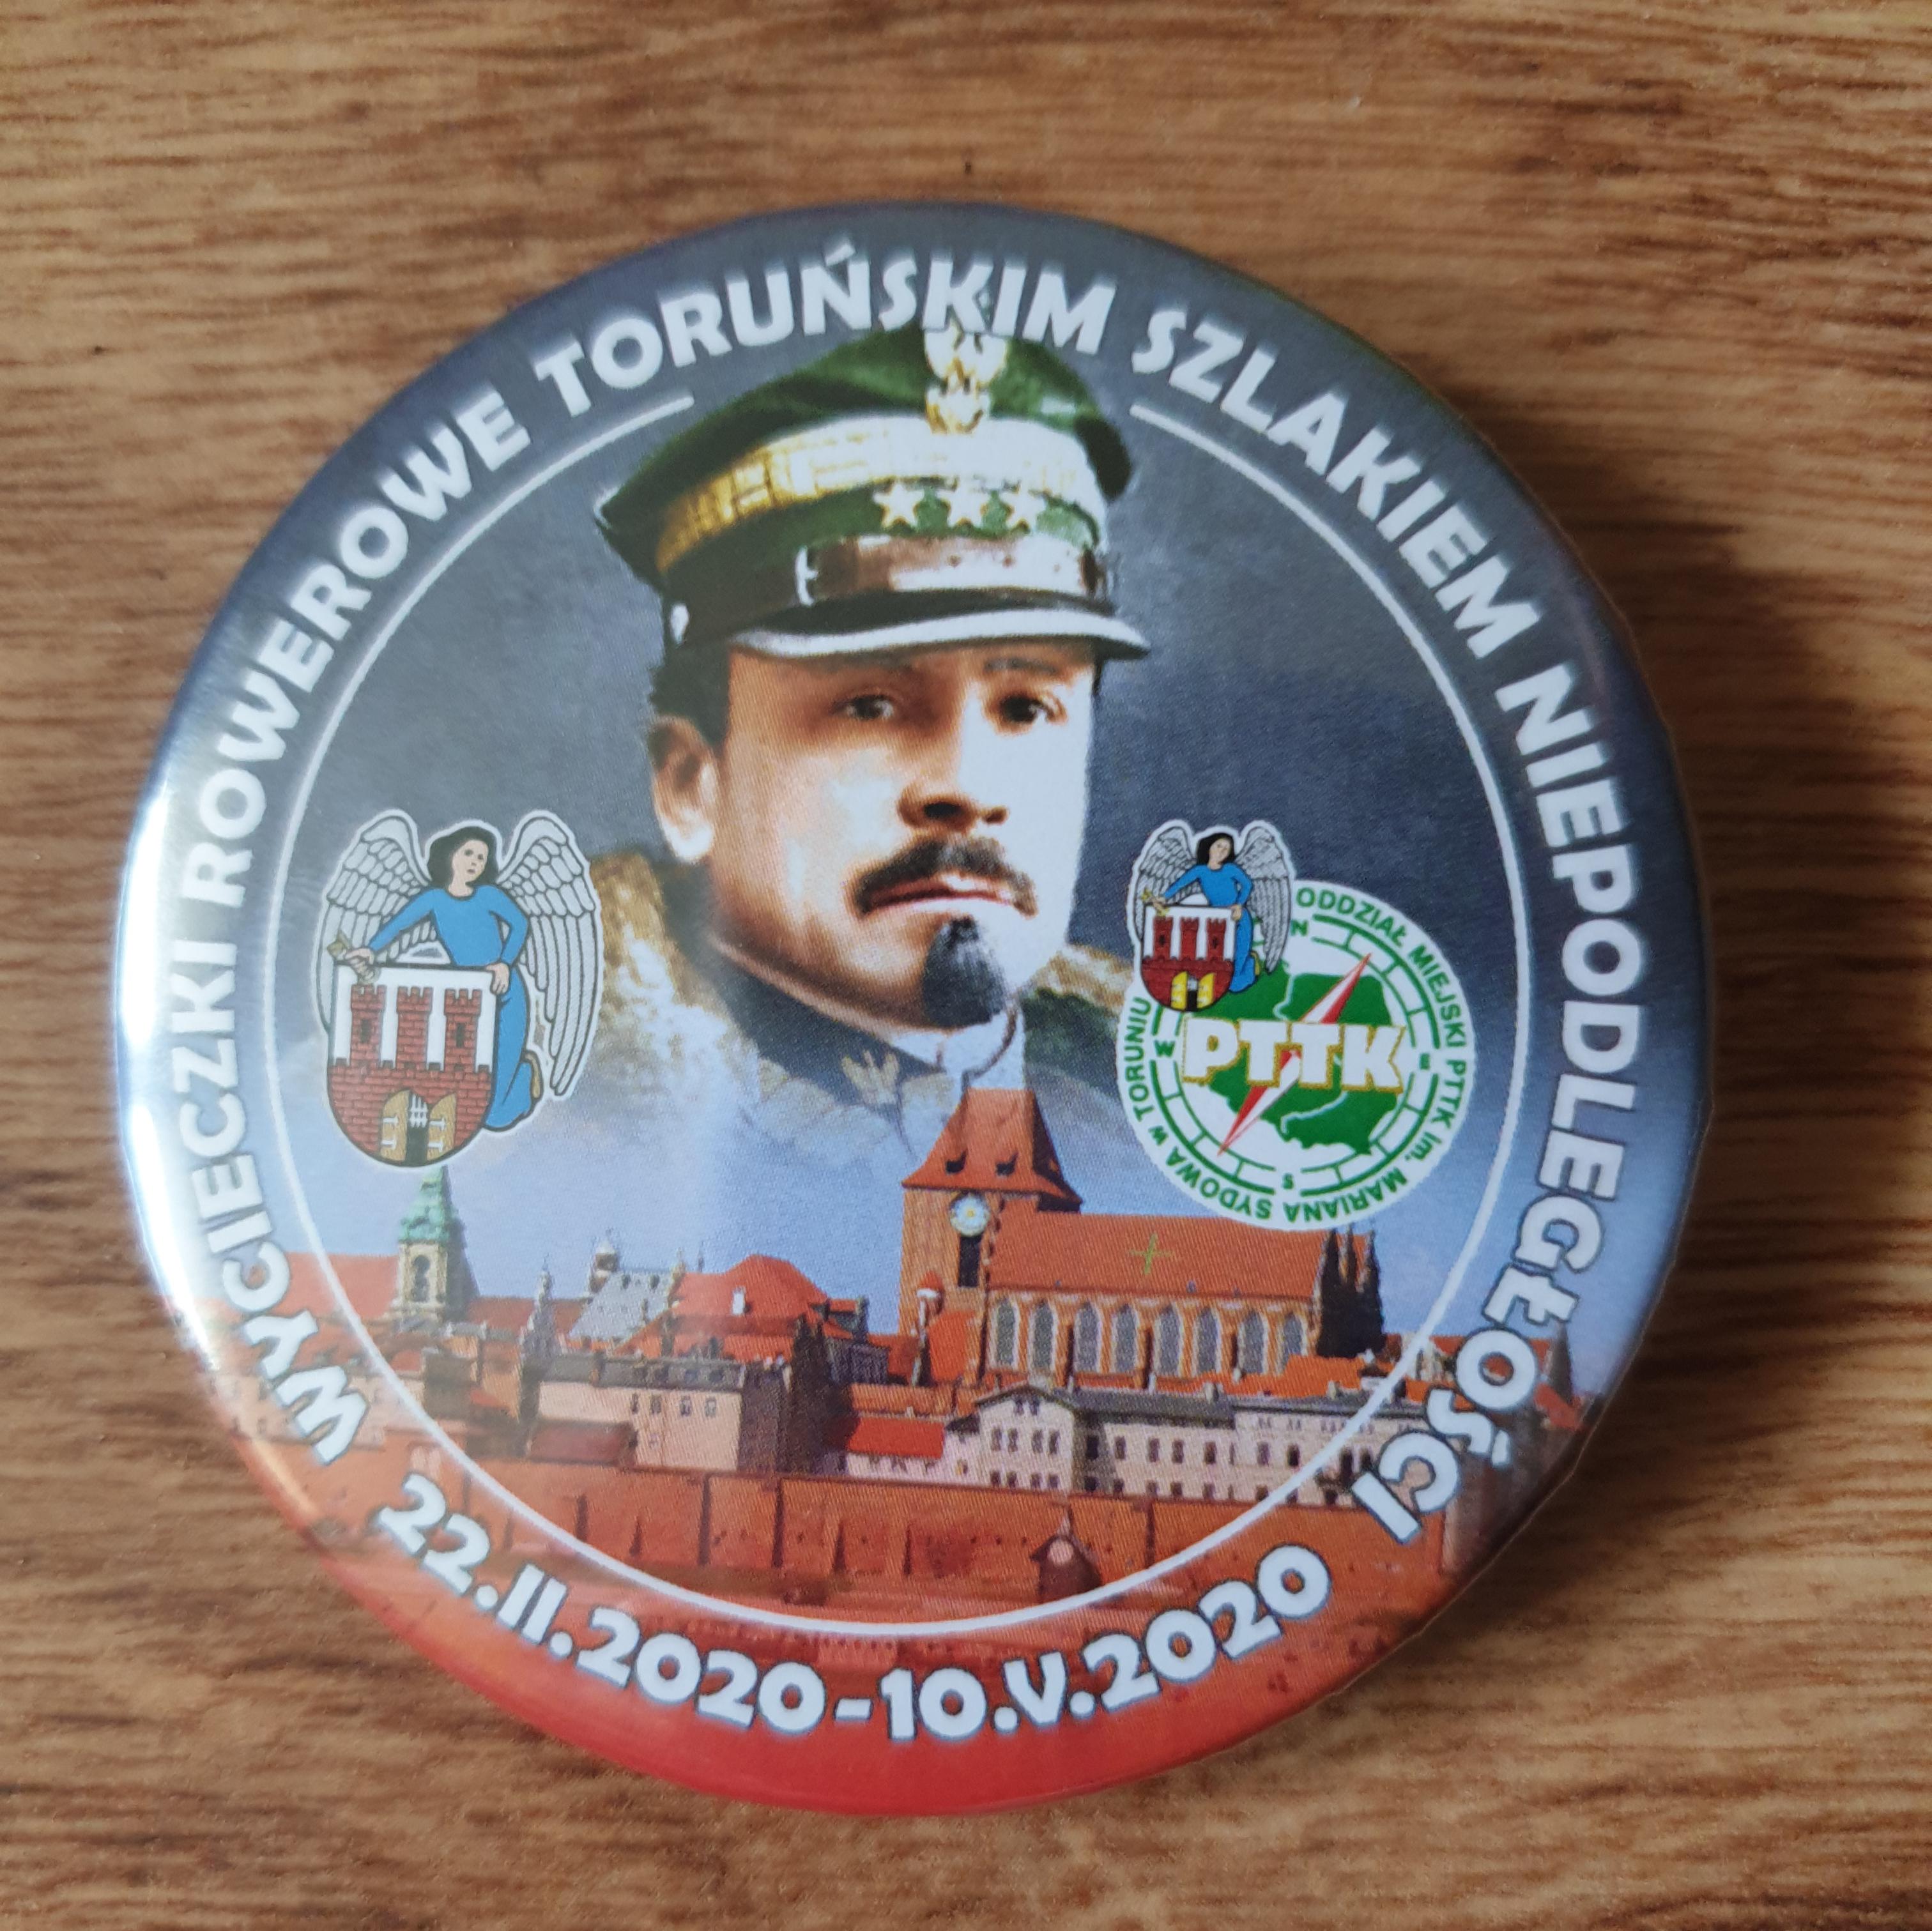 WYCIECZKI ROWEROWE TORUŃSKIM SZLAKIEM NIEPODLEGŁOŚCI
22.II.2020-10.V.2020
ODDZIAŁ MIEJSKI PTTK im. MARIANA SYDOWA w TORUNIU
N
W
E
S
PTTK